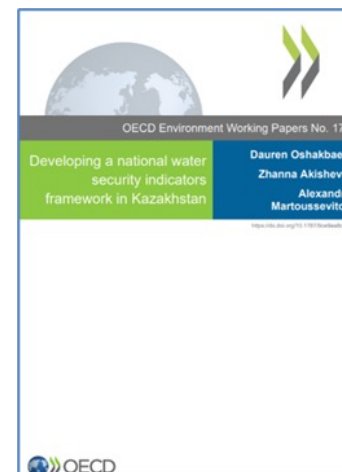 OECD Environment Working Papers No. 17
Developing a national water
security indicators
framework in Kazakhstan
Dauren Oshakbae
Zhanna Akishev
Alexand
Martoussevitc
OECD